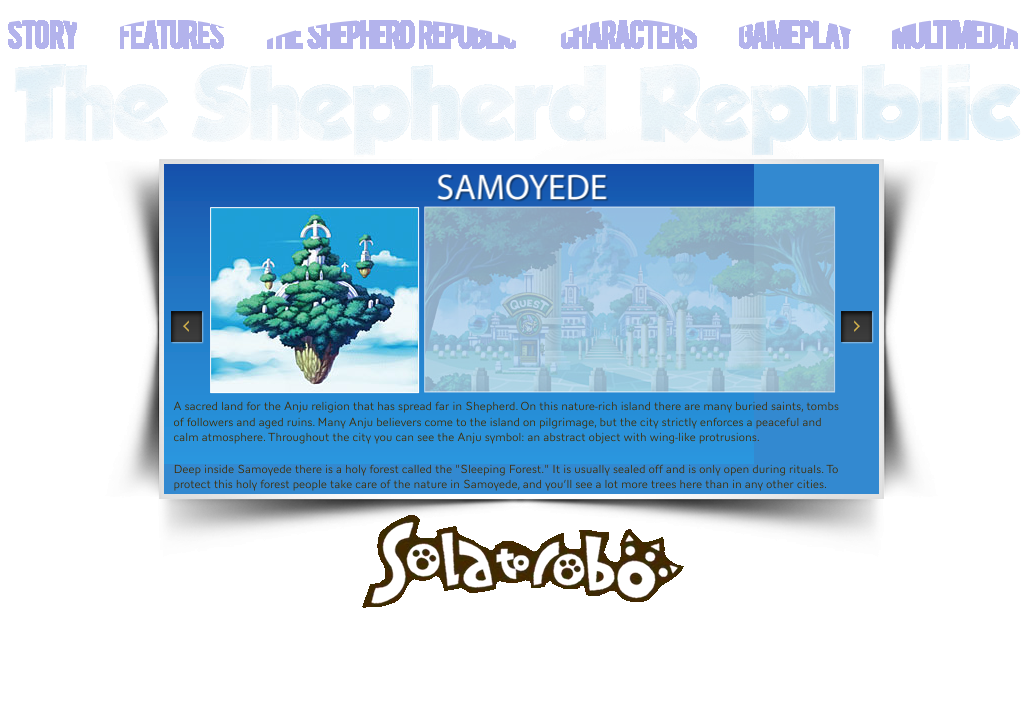 STORY FEATURES THE SHEPHERD REPUBLIC CHARACTERS GAMEPLAY MULTIMEDIA
The Shepherd Republic
SAMOYEDE
QUEST
A sacred land for the Anju religion that has spread far in Shepherd. On this nature-rich island there are many buried saints, tombs
of followers and aged ruins. Many Anju believers come to the island on pilgrimage, but the city strictly enforces a peaceful and
calm atmosphere. Throughout the city you can see the Anju symbol: an abstract object with wing-like protrusions.
Deep inside Samoyede there is a holy forest called the "Sleeping Forest." It is usually sealed off and is only open during rituals. To
protect this holy forest people take care of the nature in Samoyede, and you'll see a lot more trees here than in any other cities.
Solatorobo